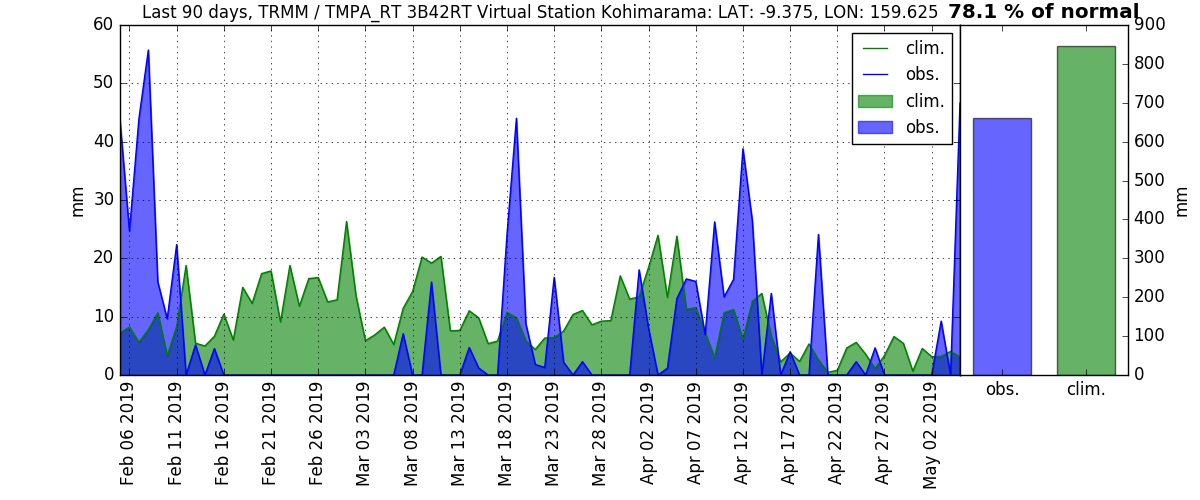 Last 90 days, TRMM / TMPA_RT 3B42RT Virtual Station Kohimarama: LAT: -9.375, LON: 159.625 78.1 % of normal
60
50
40
30
20
10
0
mm
clim.
obs.
clim.
obs.
900
800
700
600
500
400
300
200
100
0
mm
obs.
clim.
Feb 06 2019
Feb 11 2019
Feb 16 2019
Feb 21 2019
Feb 26 2019
Mar 03 2019
Mar 08 2019
Mar 13 2019
Mar 18 2019
Mar 23 2019
Mar 28 2019
Apr 02 2019
Apr 07 2019
Apr 12 2019
Apr 17 2019
Apr 22 2019
Apr 27 2019
May 02 2019